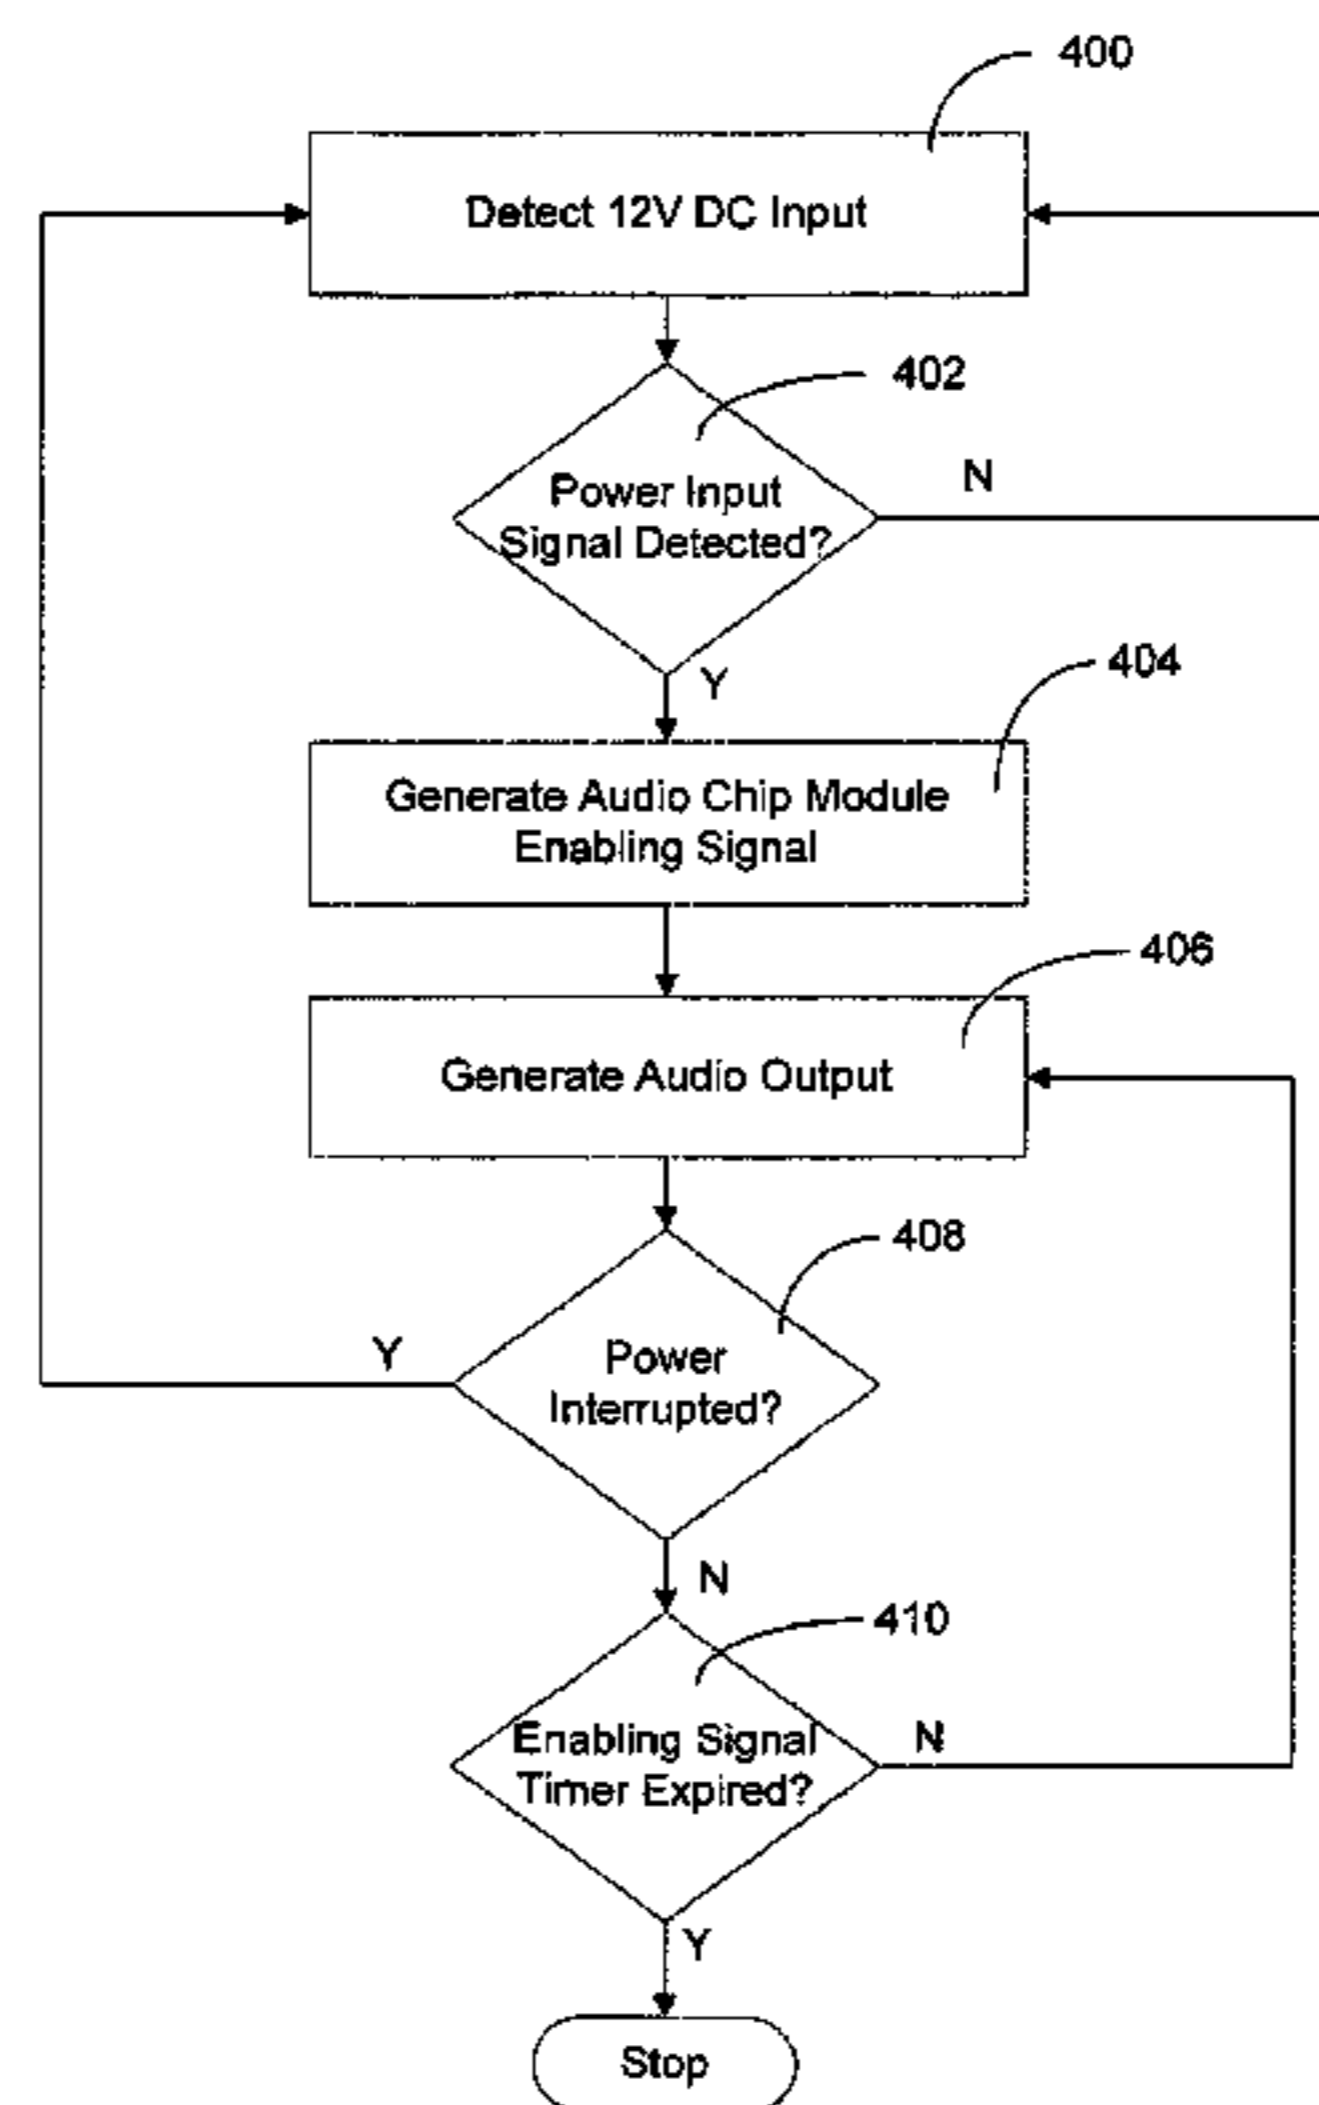 400
Detect 12V DC Input
402
Power Input
Signal Detected?
N
Y
404
Generate Audio Chip Module
Enabling Signal
406
Generate Audio Output
408
Y
Power
Interrupted?
N
410
Enabling Signal
Timer Expired?
N
Y
Stop